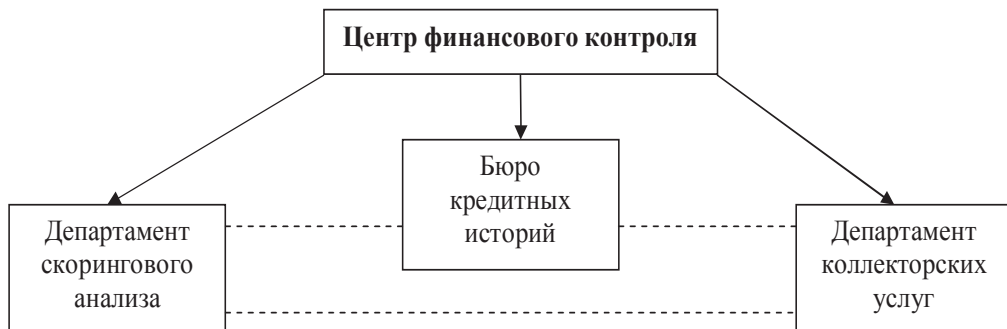 Центр финансового контроля
Бюро
кредитных
историй
Департамент
скорингового
анализа
Департамент
коллекторских
услуг